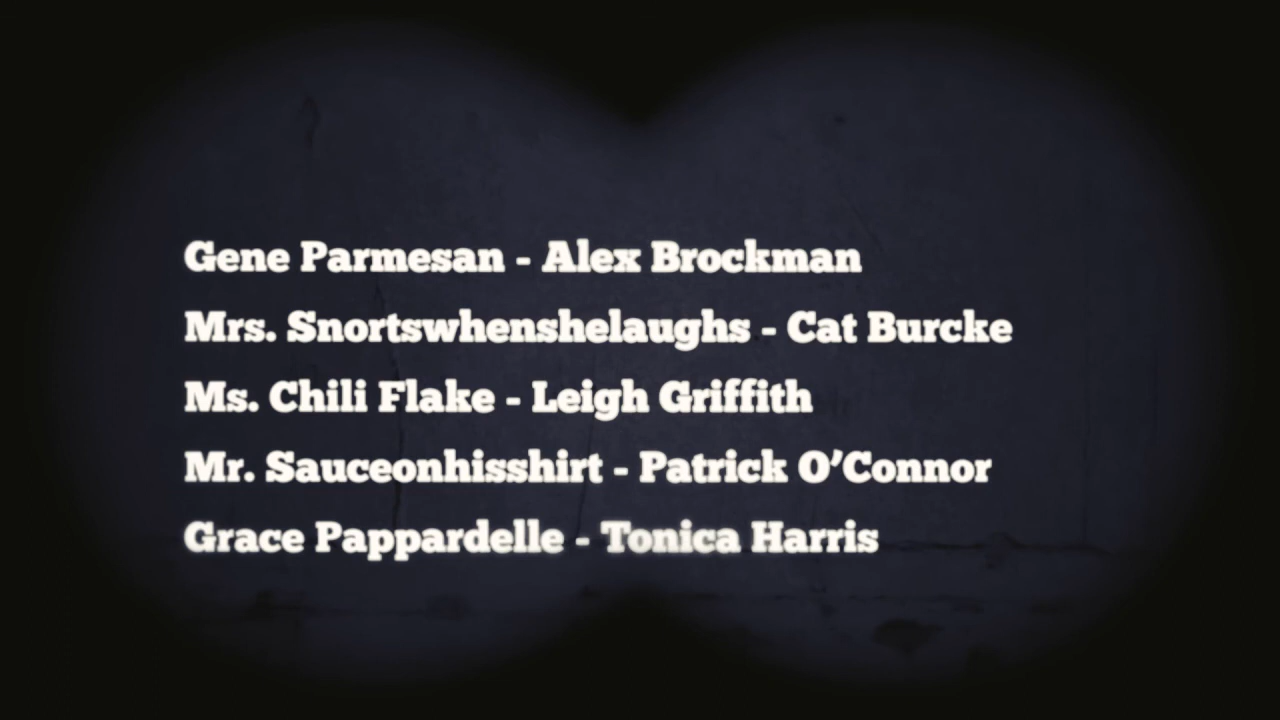 Gene Parmesan - Alex Brockman
Mrs. Snortswhenshelaughs - Cat Burcke
Ms. Chili Flake - Leigh Griffith
Mr. Sauceonhisshirt - Patrick O’Connor
Grace Pappardelle - Tonica Harris